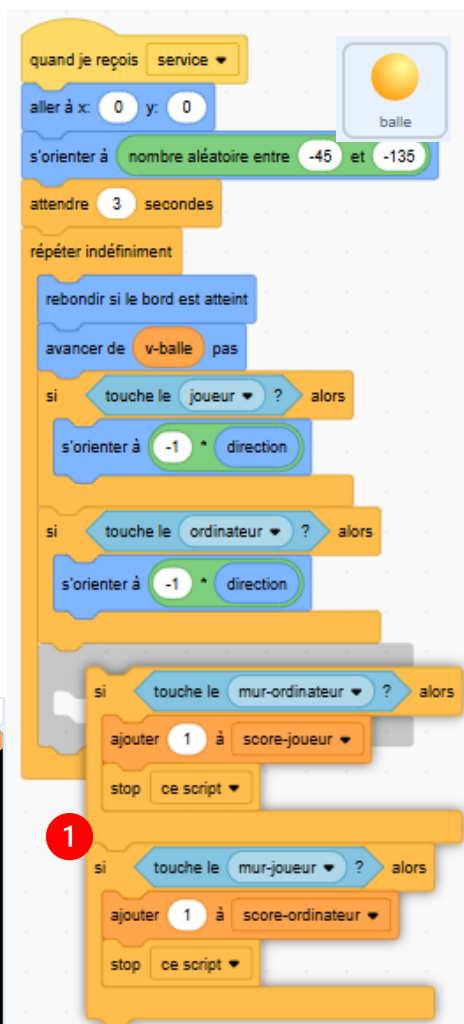 quand je reçois service
aller à x: 0 y: 0
balle
s'orienter à nombre aléatoire entre -45 et -135
attendre 3 secondes
répéter indéfiniment
rebondir si le bord est atteint
avancer de v-balle pas
si touche le joueur ? alors
s'orienter à -1 * direction
si touche le ordinateur ? alors
s'orienter à -1 * direction
si touche le mur-ordinateur ? alors
ajouter 1 à score-joueur
stop ce script
1
si touche le mur-joueur ? alors
ajouter 1 à score-ordinateur
stop ce script